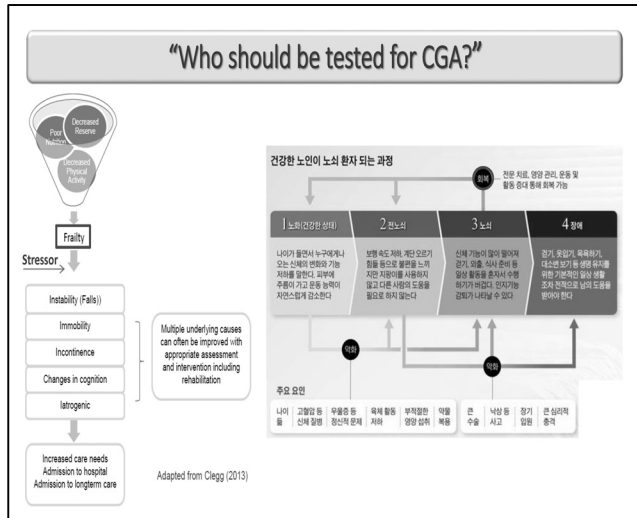 “Who should be tested for CGA?”
Poor
Nutrition
Decreased
Reserve
Decreased
Physical
Activity
Frailty
Stressor
Instability (Falls))
Immobility
Incontinence
Changes in cognition
Iatrogenic
Multiple underlying causes
can often be improved with
appropriate assessment
and intervention including
rehabilitation
Increased care needs
Admission to hospital
Admission to longterm care
Adapted from Clegg (2013)
건강한 노인이 노쇠 환자 되는 과정
회복
전문 치료, 영양 관리, 운동 및
활동 증대 통해 회복 가능
1 노화(건강한 상태)
나이가 들면서 누구에게나
오는 신체의 변화와 기능
저하를 말한다. 피부에
주름이 가고 운동 능력이
자연스럽게 감소한다
2 전노쇠
보행 속도 저하, 계단 오르기
힘듦 등으로 불편을 느끼
지만 지팡이를 사용하지
않고 다른 사람의 도움을
필요로 하지 않는다
3 노쇠
신체 기능이 많이 떨어져
걷기, 외출, 식사 준비 등
일상 활동을 혼자서 수행
하기가 버겁다. 인지기능
감퇴가 나타날 수 있다
4 장애
걷기, 옷입기, 목욕하기,
대소변 보기 등 생명 유지를
위한 기본적인 일상 생활
조차 전적으로 남의 도움을
받아야 한다
악화
악화
주요 요인
나이
듦
고혈압 등
신체 질병
우울증 등
정신적 문제
육체 활동
저하
부적절한
영양 섭취
약물
복용
큰
수술
낙상 등
사고
장기
입원
큰 심리적
충격